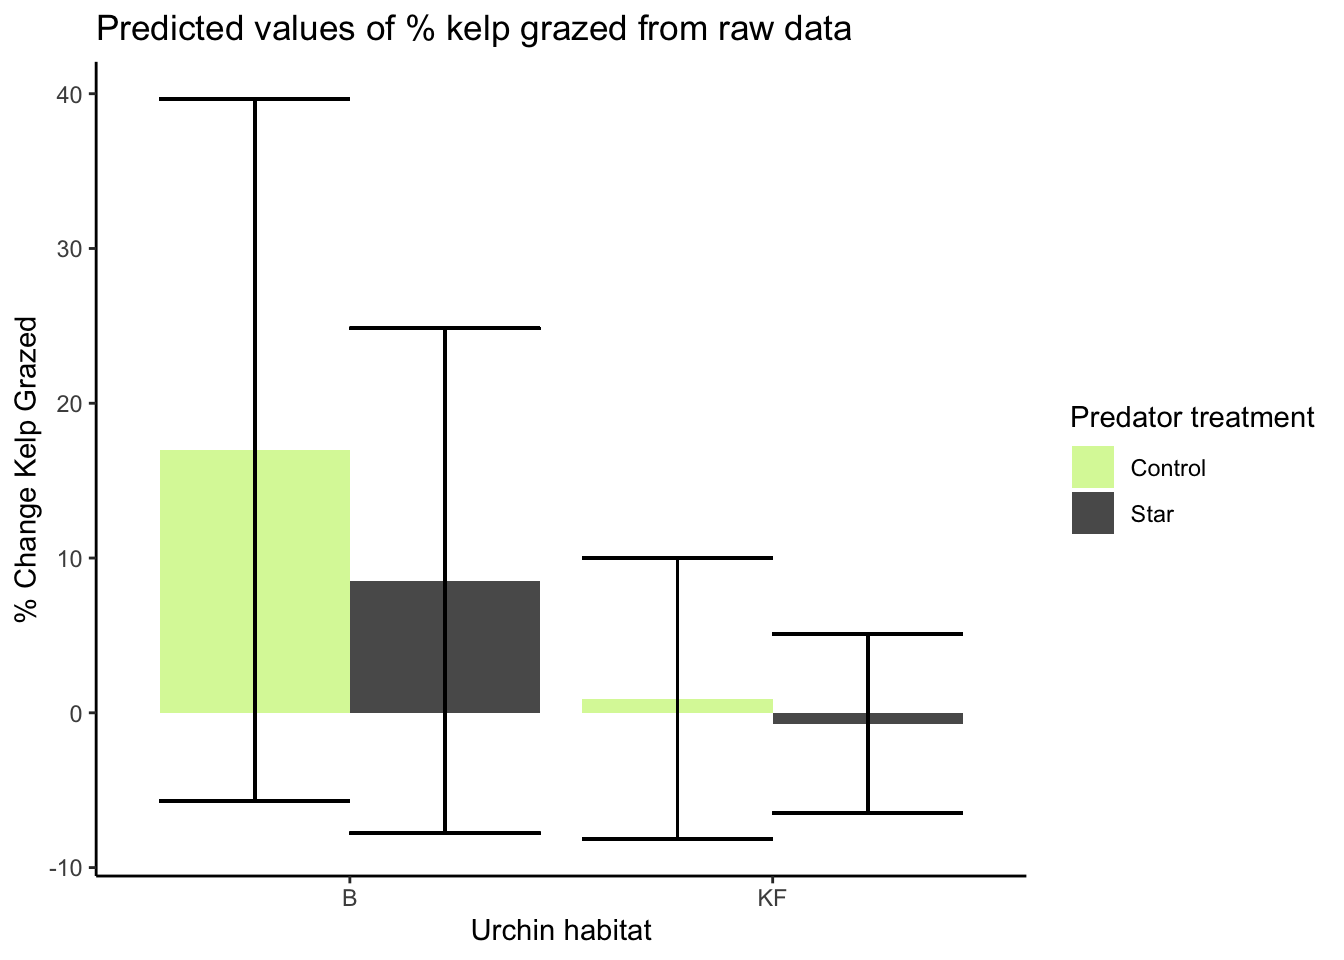 Predicted values of % kelp grazed from raw data
% Change Kelp Grazed
40
30
20
10
0
-10
B
KF
Urchin habitat
Predator treatment
Control
Star